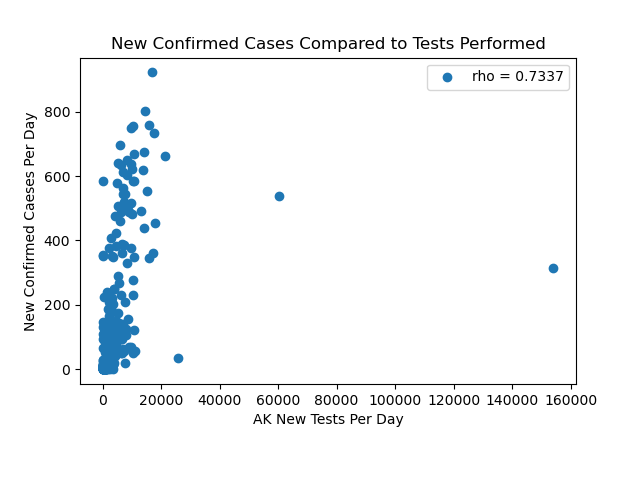 New Confirmed Cases Compared to Tests Performed
rho = 0.7337
New Confirmed Caeses Per Day
800
600
400
200
0
0 20000 40000 60000 80000 100000 120000 140000 160000
AK New Tests Per Day